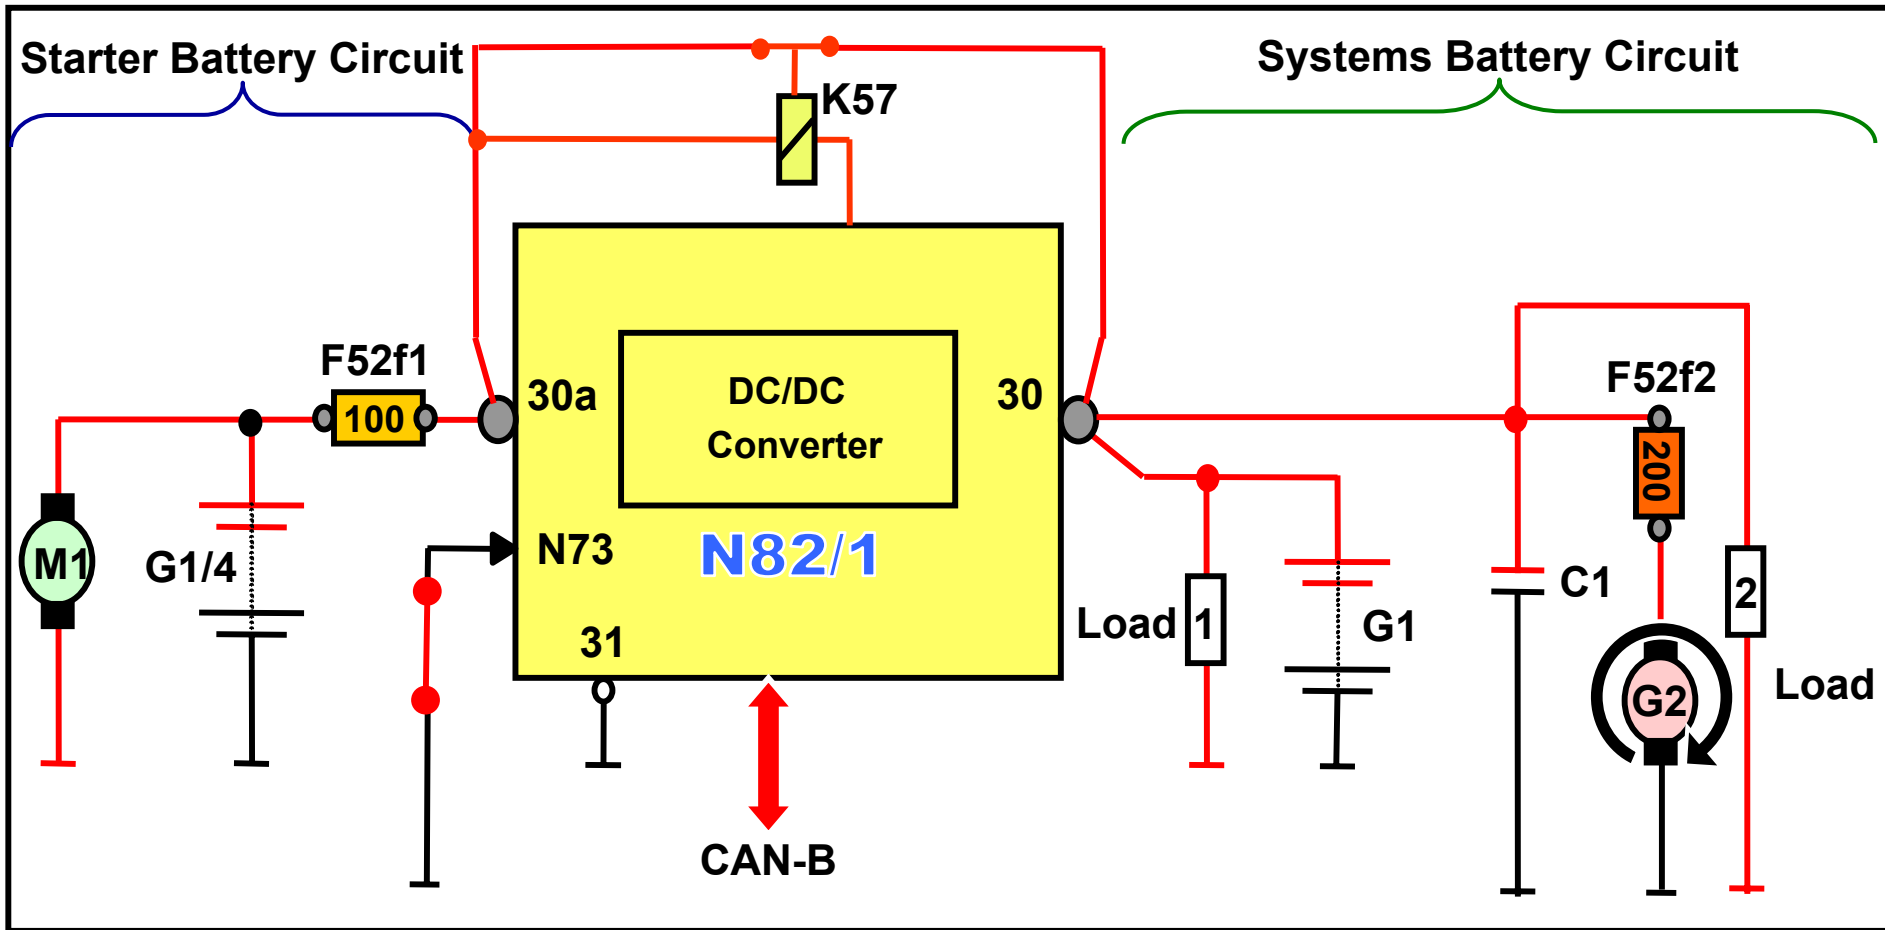 Starter Battery Circuit
Systems Battery Circuit
K57
F52f1
100
30a
DC/DC
Converter
30
F52f2
200
M1
G1/4
N73
N82/1
31
Load
1
G1
C1
2
G2
Load
CAN-B